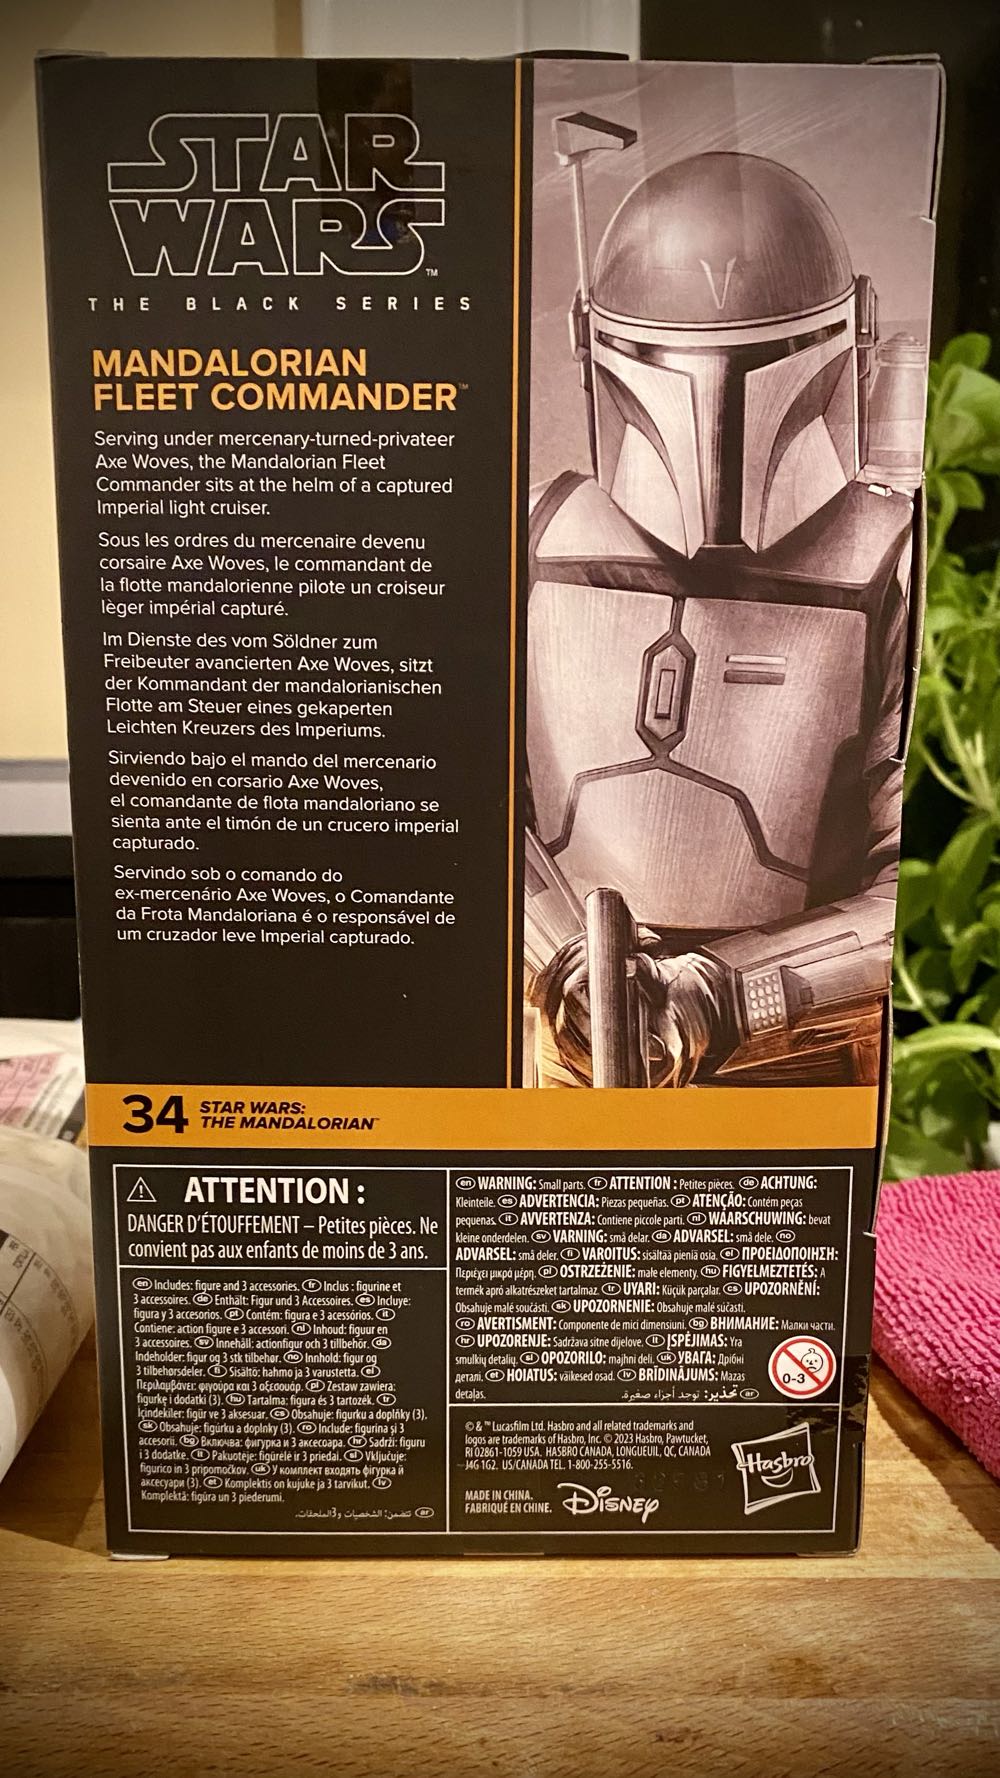 STAR
WARS™
THE BLACK SERIES
MANDALORIAN
FLEET COMMANDER™
Serving under mercenary-turned-privateer
Axe Woves, the Mandalorian Fleet
Commander sits at the helm of a captured
Imperial light cruiser.
Sous les ordres du mercenaire devenu
corsaire Axe Woves, le commandant de
la flotte mandalorienne pilote un croiseur
lèger impérial capturé.
Im Dienste des vom Söldner zum
Freibeuter avancierten Axe Woves, sitzt
der Kommandant der mandalorianischen
Flotte am Steuer eines gekaperten
Leichten Kreuzers des Imperiums.
Sirviendo bajo el mando del mercenario
devenido en corsario Axe Woves,
el comandante de flota mandaloriano se
sienta ante el timón de un crucero imperial
capturado.
Servindo sob o comando do
ex-mercenário Axe Woves, o Comandante
da Frota Mandaloriana é o responsável de
um cruzador leve Imperial capturado.
34 STAR WARS:
THE MANDALORIAN™
ATTENTION :
DANGER D'ÉTOUFFEMENT – Petites pièces. Ne
convient pas aux enfants de moins de 3 ans.
en Includes: figure and 3 accessories. fr Inclus : figurine et
3 accessoires. de Enthält: Figur und 3 Accessoires. es Incluye:
figura y 3 accesorios. pt Contém: figura e 3 acessórios. it
Contiene: action figure e 3 accessori. nl Inhoud: figuur en
3 accessoires. sv Innehåll: actionfigur och 3 tillbehör. da
Indeholder: figur og 3 stk tilbehør. no Innhold: figur og
3 tilbehørsdeler. fi Sisältö: hahmo ja 3 varustetta. el
Περιλαμβάνει: φιγούρα και 3 αξεσουάρ. pl Zestaw zawiera:
figurkę i dodatki (3). hu Tartalma: figura és 3 tartozék. tr
İçindekiler: figür ve 3 aksesuar. cs Obsahuje: figurku a doplňky (3).
sk Obsahuje: figúrku a doplnky (3). ro Include: figurina și 3
accesorii. bg Включва: фигурка и 3 аксесоара. hr Sadrži: figuru
i 3 dodatke. lt Pakuotėje: figūrėlė ir 3 priedai. sl Vključuje:
figurico in 3 pripomočkov. uk У комплект входять фігурка й
аксесуари (3). et Komplektis on kujuke ja 3 tarvikut. lv
Komplektā: figūra un 3 piederumi.
ar تتضمن: الشخصيات و3 الملحقات.
en WARNING: Small parts. fr ATTENTION : Petites pièces. de ACHTUNG:
Kleinteile. es ADVERTENCIA: Piezas pequeñas. pt ATENÇÃO: Contém peças
pequenas. it AVVERTENZA: Contiene piccole parti. nl WAARSCHUWING: bevat
kleine onderdelen. sv VARNING: små delar. da ADVARSEL: små dele. no
ADVARSEL: små deler. fi VAROITUS: sisältää pieniä osia. el ΠΡΟΕΙΔΟΠΟΙΗΣΗ:
Περιέχει μικρά μέρη. pl OSTRZEŻENIE: małe elementy. hu FIGYELMEZTETÉS: A
termék apró alkatrészeket tartalmaz. tr UYARI: Küçük parçalar. cs UPOZORNĚNÍ:
Obsahuje malé součásti. sk UPOZORNENIE: Obsahuje malé súčasti.
ro AVERTISMENT: Componente de mici dimensiuni. bg ВНИМАНИЕ: Малки части.
hr UPOZORENJE: Sadržava sitne dijelove. lt ĮSPĖJIMAS: Yra
smulkių detalių. sl OPOZORILO: majhni deli. uk УВАГА: Дрібні
деталі. et HOIATUS: väikesed osad. lv BRĪDINĀJUMS: Mazas
detaļas.
ar تحذير: توجد أجزاء صغيرة.
0-3
© & ™ Lucasfilm Ltd. Hasbro and all related trademarks and
logos are trademarks of Hasbro, Inc. © 2023 Hasbro, Pawtucket,
RI 02861-1059 USA. HASBRO CANADA, LONGUEUIL, QC, CANADA
J4G 1G2. US/CANADA TEL. 1-800-255-5516.
MADE IN CHINA.
FABRIQUÉ EN CHINE.
Disney
Hasbro